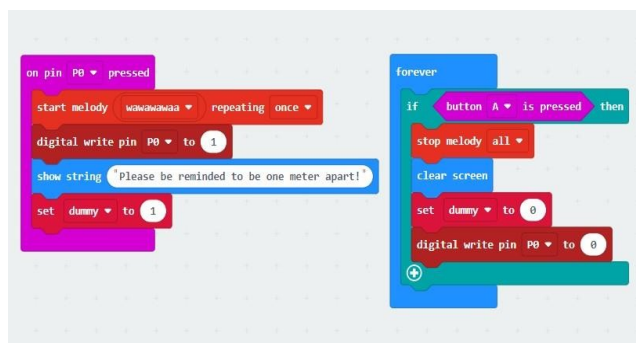 on pin P0 pressed
start melody wawawawaa repeating once
digital write pin P0 to 1
show string "Please be reminded to be one meter apart!"
set dummy to 1
forever
if button A is pressed then
stop melody all
clear screen
set dummy to 0
digital write pin P0 to 0